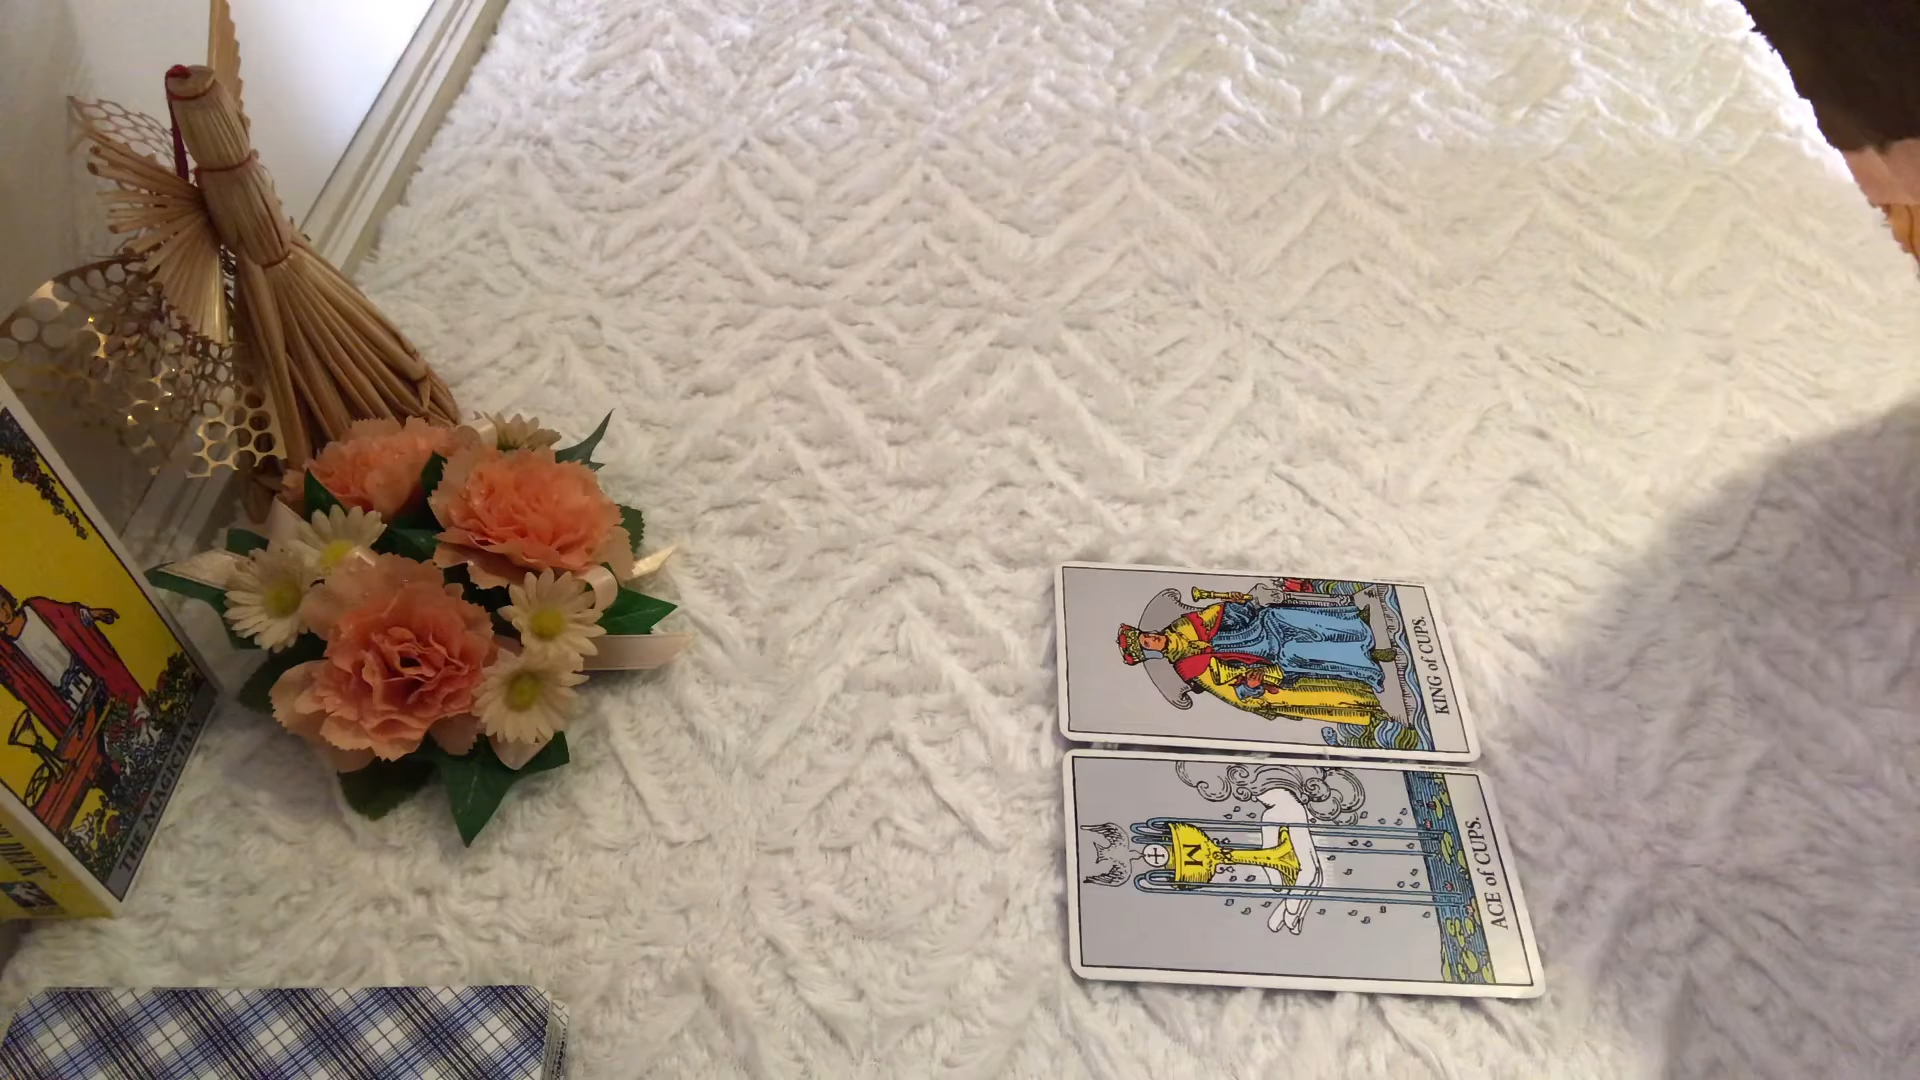 THE MAGICIAN
KING of CUPS.
ACE of CUPS.